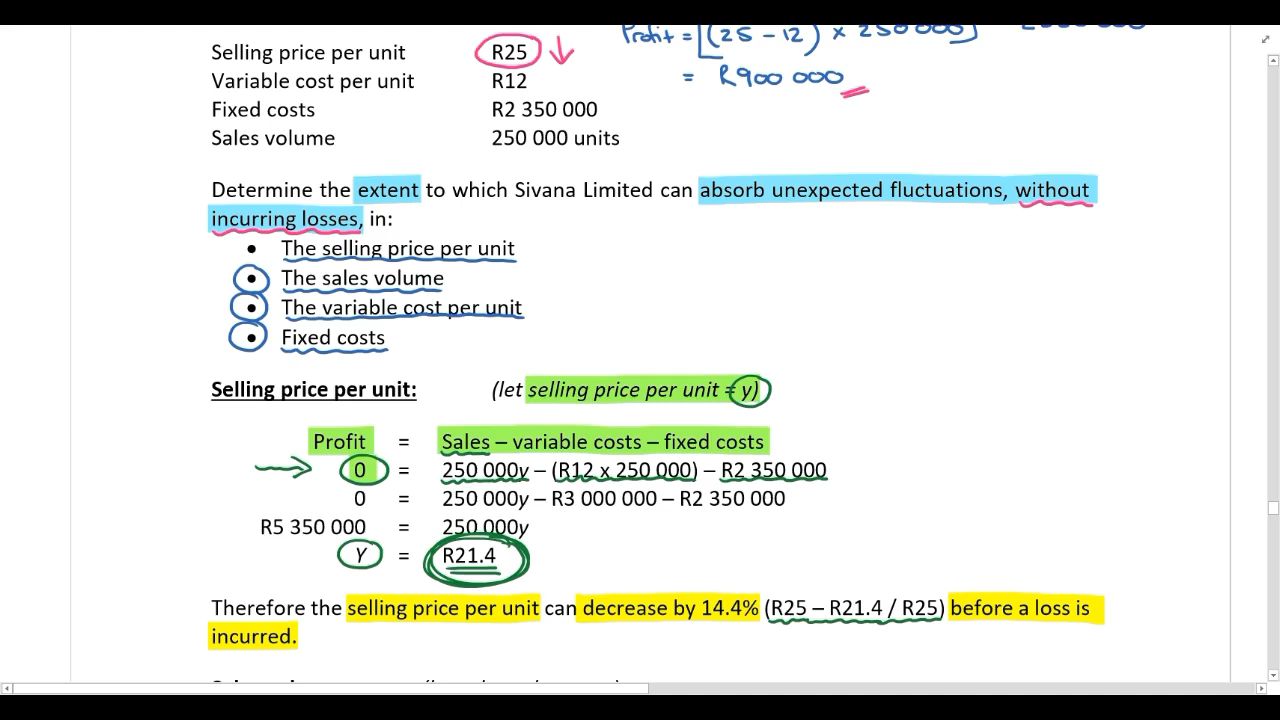 Profit = [(25 - 12) x 250 000]
Selling price per unit R25 ↓
= R900 000
Variable cost per unit R12
Fixed costs R2 350 000
Sales volume 250 000 units
Determine the extent to which Sivana Limited can absorb unexpected fluctuations, without
incurring losses, in:
• The selling price per unit
• The sales volume
• The variable cost per unit
• Fixed costs
Selling price per unit: (let selling price per unit = y)
Profit = Sales – variable costs – fixed costs
→ 0 = 250 000y – (R12 x 250 000) – R2 350 000
0 = 250 000y – R3 000 000 – R2 350 000
R5 350 000 = 250 000y
Y = R21.4
Therefore the selling price per unit can decrease by 14.4% (R25 – R21.4 / R25) before a loss is
incurred.